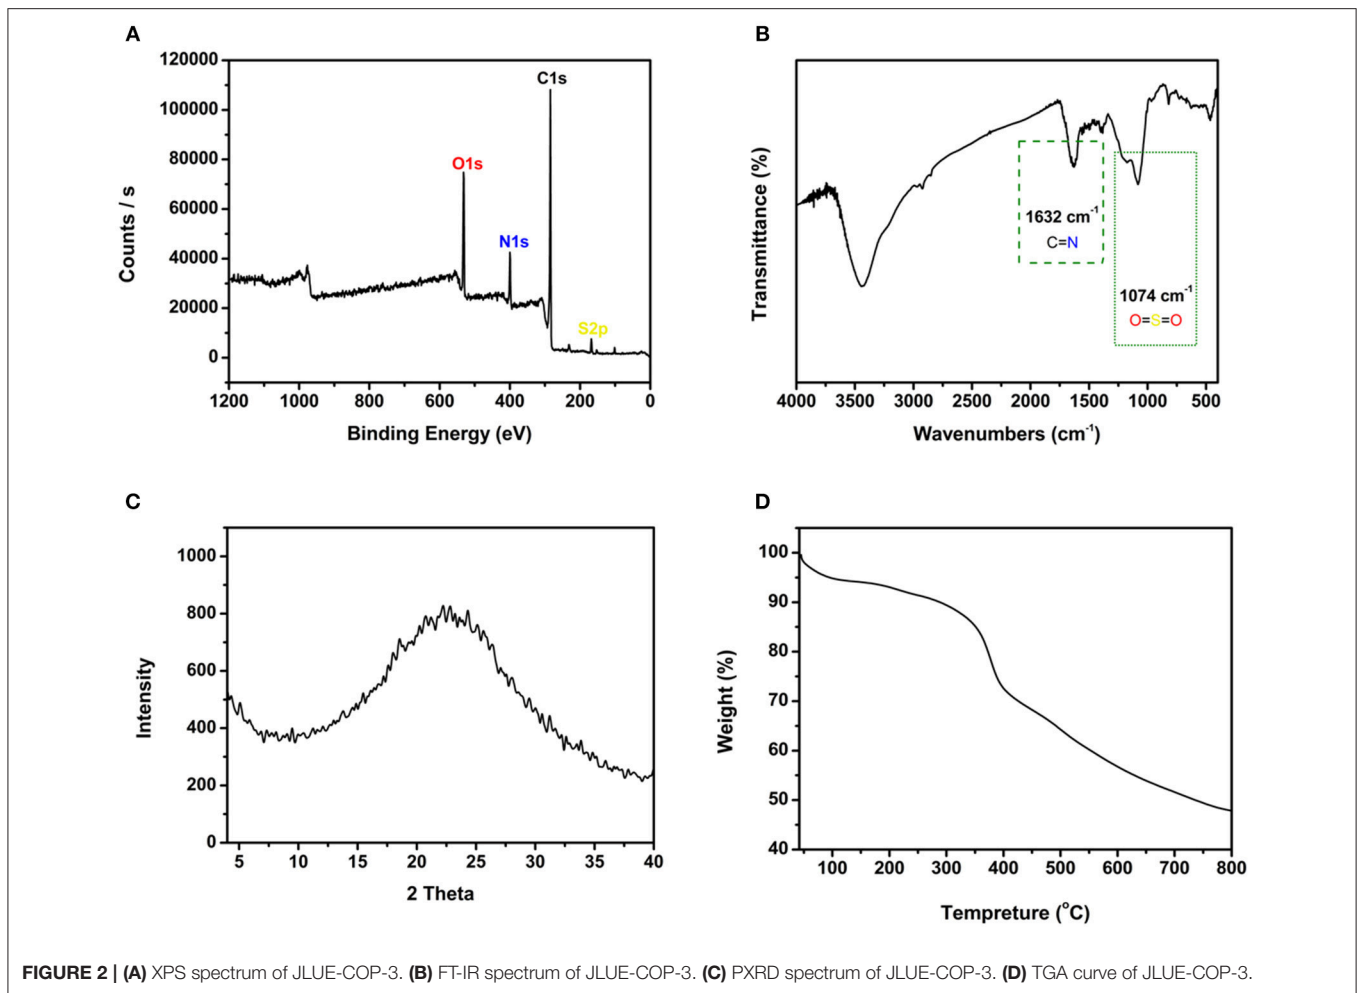 A
120000
100000
80000
60000
40000
20000
0
Counts / s
C1s
O1s
N1s
S2p
1200 1000 800 600 400 200 0
Binding Energy (eV)
B
Transmittance (%)
1632 cm⁻¹
C=N
1074 cm⁻¹
O=S=O
4000 3500 3000 2500 2000 1500 1000 500
Wavenumbers (cm⁻¹)
C
1000
800
600
400
200
0
Intensity
5 10 15 20 25 30 35 40
2 Theta
D
100
90
80
70
60
50
40
Weight (%)
100 200 300 400 500 600 700 800
Tempreture (°C)
FIGURE 2 | (A) XPS spectrum of JLUE-COP-3. (B) FT-IR spectrum of JLUE-COP-3. (C) PXRD spectrum of JLUE-COP-3. (D) TGA curve of JLUE-COP-3.